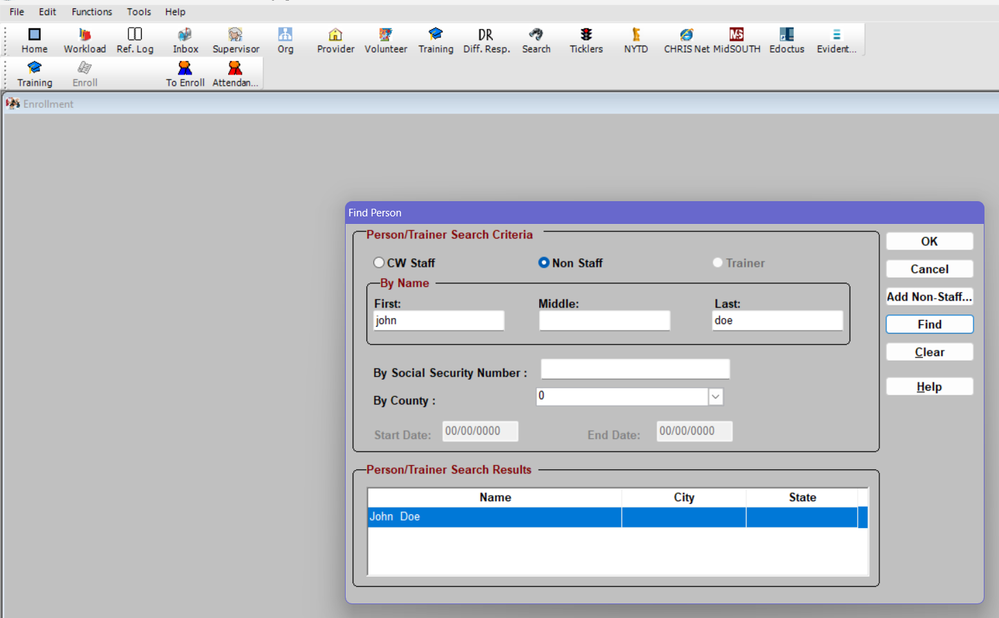 File Edit Functions Tools Help
Home Workload Ref. Log Inbox Supervisor Org Provider Volunteer Training Diff. Resp. Search Ticklers NYTD CHRIS Net MidSOUTH Edoctus Evident...
Training Enroll To Enroll Attendan...
Enrollment
Find Person
Person/Trainer Search Criteria
OK
CW Staff Non Staff Trainer
Cancel
By Name
Add Non-Staff...
First: Middle: Last:
john doe
Find
Clear
By Social Security Number :
Help
By County : 0
Start Date: 00/00/0000 End Date: 00/00/0000
Person/Trainer Search Results
Name City State
John Doe